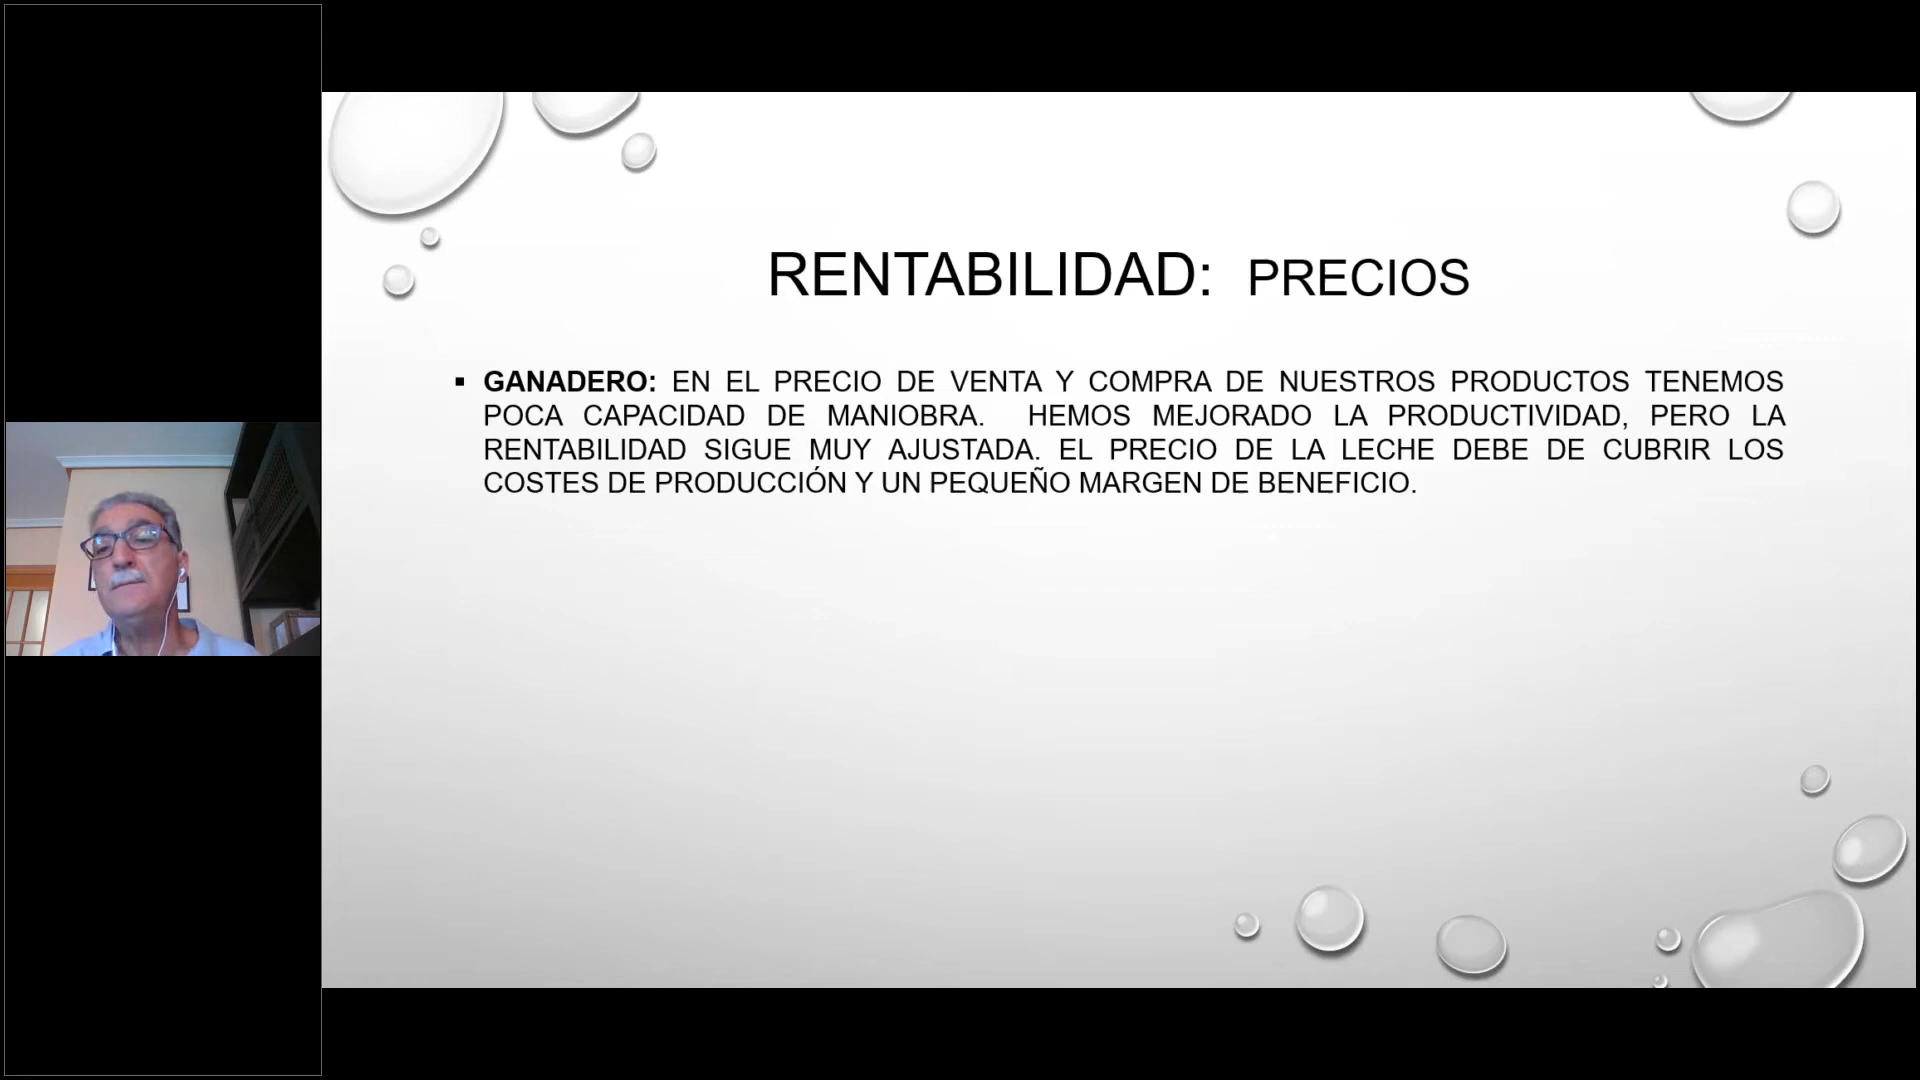 RENTABILIDAD: PRECIOS
▪ GANADERO: EN EL PRECIO DE VENTA Y COMPRA DE NUESTROS PRODUCTOS TENEMOS
POCA CAPACIDAD DE MANIOBRA. HEMOS MEJORADO LA PRODUCTIVIDAD, PERO LA
RENTABILIDAD SIGUE MUY AJUSTADA. EL PRECIO DE LA LECHE DEBE DE CUBRIR LOS
COSTES DE PRODUCCIÓN Y UN PEQUEÑO MARGEN DE BENEFICIO.